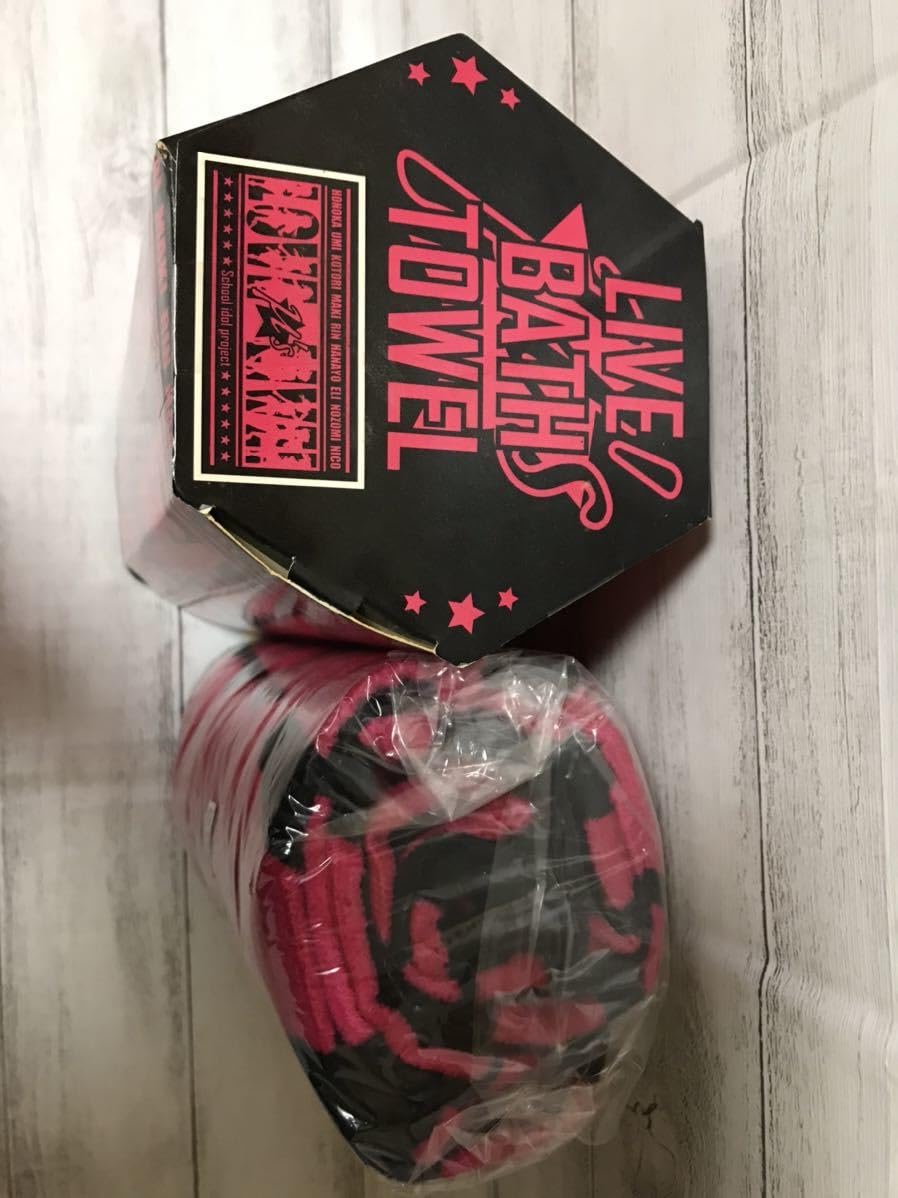 LIVE!
BATHS
TOWEL
HONOKA UMI KOTORI MAKI RIN HANAYO ELI NOZOMI NICO
μ's
★★★★★★ School idol project ★★★★★★